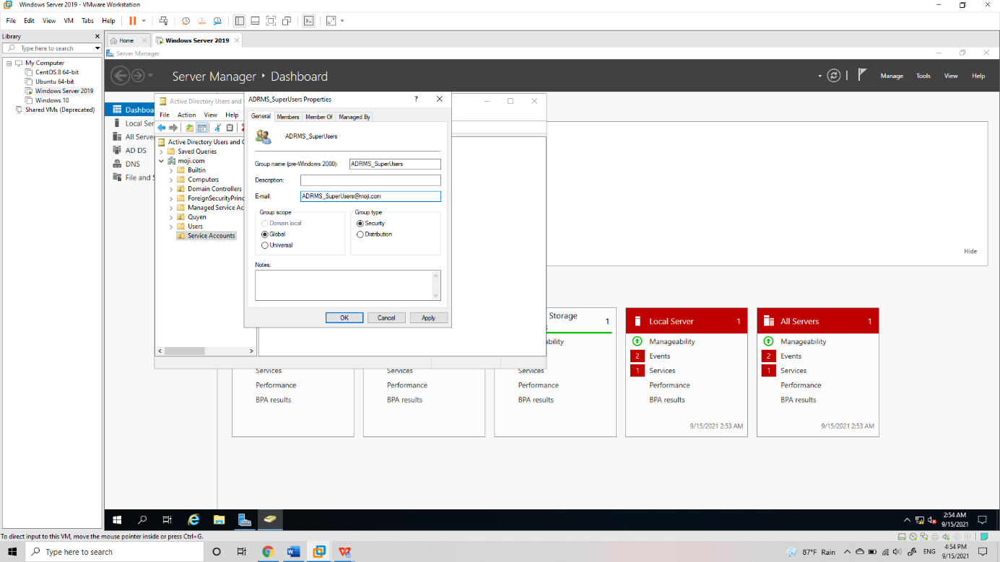 Windows Server 2019 - VMware Workstation
File Edit View VM Tabs Help
Library
Type here to search
My Computer
CentOS 8 64-bit
Ubuntu 64-bit
Windows Server 2019
Windows 10
Shared VMs (Deprecated)
Home
Windows Server 2019
Server Manager
Server Manager Dashboard
Manage Tools View Help
Dashboa
Local Ser
All Serve
AD DS
DNS
File and S
Active Directory Users and
File Action View Help
Active Directory Users and C
Saved Queries
moji.com
Builtin
Computers
Domain Controllers
ForeignSecurityPrinc
Managed Service Ac
Quyen
Users
Service Accounts
ADRMS_SuperUsers Properties
General Members Member Of Managed By
ADRMS_SuperUsers
Group name (pre-Windows 2000): ADRMS_SuperUsers
Description:
E-mail: ADRMS_SuperUsers@moji.com
Group scope
Domain local
Global
Universal
Group type
Security
Distribution
Notes:
OK Cancel Apply
Hide
Services
Performance
BPA results
Services
Performance
BPA results
Storage 1
ability
Services
Performance
BPA results
Local Server 1
Manageability
2 Events
1 Services
Performance
BPA results
9/15/2021 2:53 AM
All Servers 1
Manageability
2 Events
1 Services
Performance
BPA results
9/15/2021 2:53 AM
2:54 AM
9/15/2021
To direct input to this VM, move the mouse pointer inside or press Ctrl+G.
Type here to search
87°F Rain
ENG
4:54 PM
9/15/2021